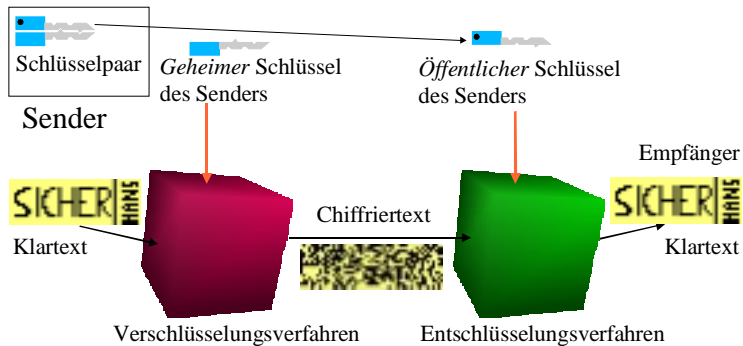 Schlüsselpaar
Geheimer Schlüssel
des Senders
Öffentlicher Schlüssel
des Senders
Sender
SICHER HANS
Klartext
Chiffriertext
Empfänger
SICHER HANS
Klartext
Verschlüsselungsverfahren
Entschlüsselungsverfahren